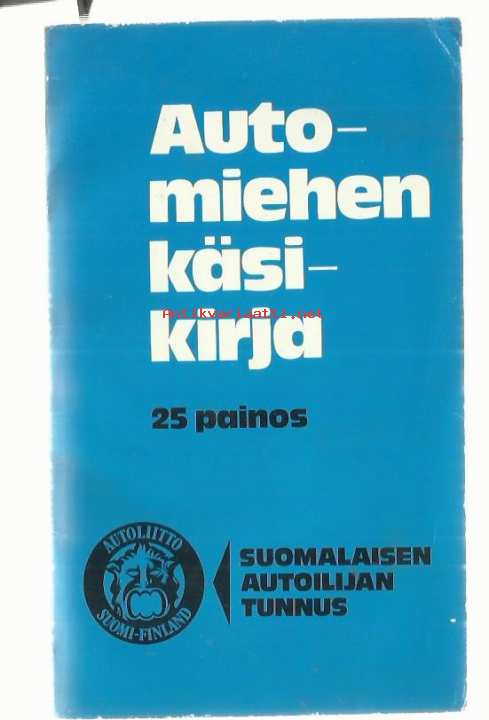 Auto-
miehen
käsi-
Antikvariaatti.net
kirja
25 painos
AUTOLIITTO
SUOMI-FINLAND
SUOMALAISEN
AUTOILIJAN
TUNNUS